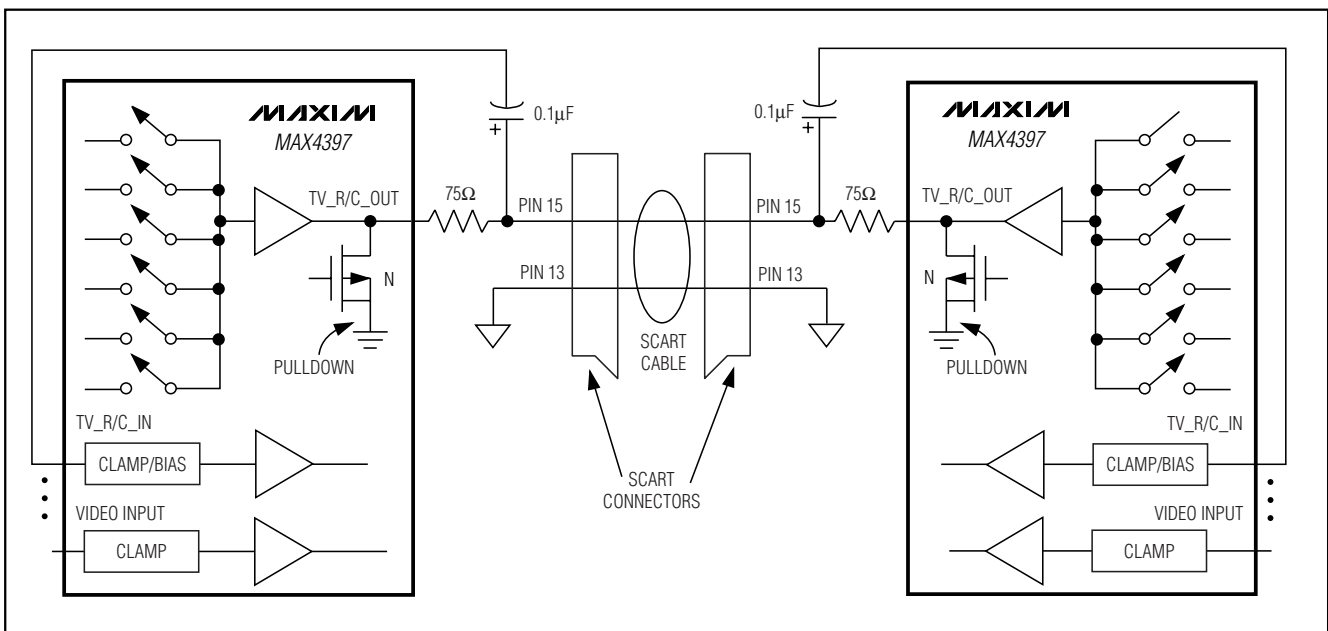 MAXIM
MAX4397
TV_R/C_OUT
N
PULLDOWN
TV_R/C_IN
CLAMP/BIAS
VIDEO INPUT
CLAMP
75Ω
0.1μF
+
PIN 15
PIN 13
SCART
CABLE
SCART
CONNECTORS
PIN 15
PIN 13
0.1μF
+
75Ω
MAXIM
MAX4397
TV_R/C_OUT
N
PULLDOWN
TV_R/C_IN
CLAMP/BIAS
VIDEO INPUT
CLAMP